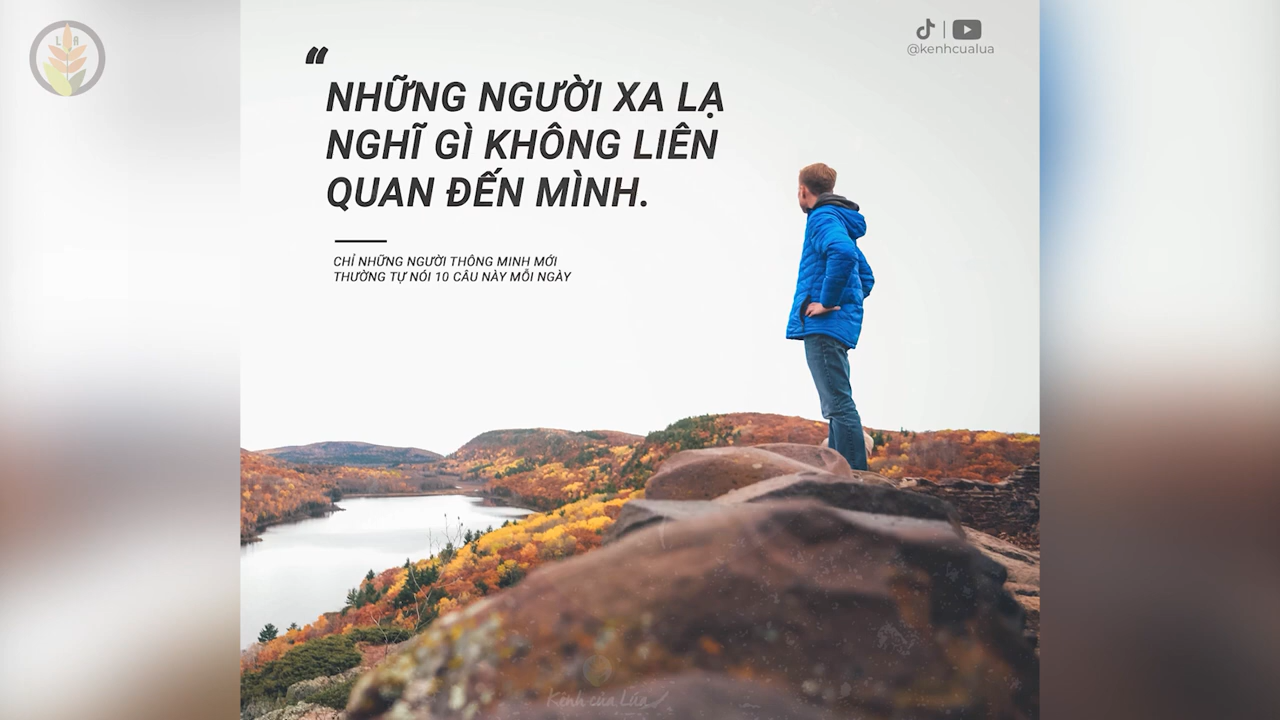 L A
@kenhcualua
“
NHỮNG NGƯỜI XA LẠ
NGHĨ GÌ KHÔNG LIÊN
QUAN ĐẾN MÌNH.
CHỈ NHỮNG NGƯỜI THÔNG MINH MỚI
THƯỜNG TỰ NÓI 10 CÂU NÀY MỖI NGÀY
Kênh của Lúa